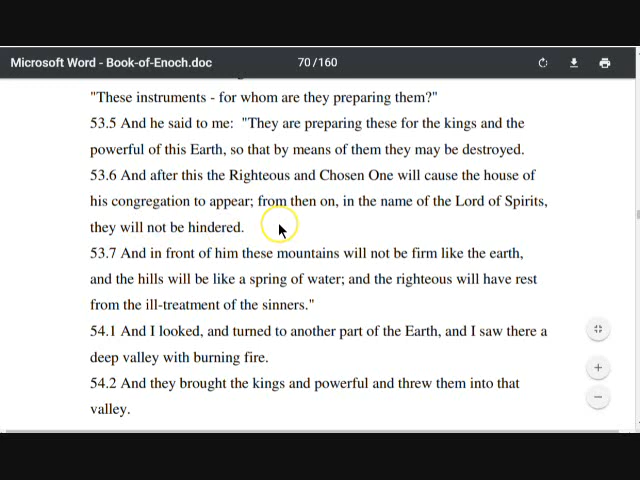 Microsoft Word - Book-of-Enoch.doc
70/160
"These instruments - for whom are they preparing them?"
53.5 And he said to me: "They are preparing these for the kings and the
powerful of this Earth, so that by means of them they may be destroyed.
53.6 And after this the Righteous and Chosen One will cause the house of
his congregation to appear; from then on, in the name of the Lord of Spirits,
they will not be hindered.
53.7 And in front of him these mountains will not be firm like the earth,
and the hills will be like a spring of water; and the righteous will have rest
from the ill-treatment of the sinners."
54.1 And I looked, and turned to another part of the Earth, and I saw there a
deep valley with burning fire.
54.2 And they brought the kings and powerful and threw them into that
valley.